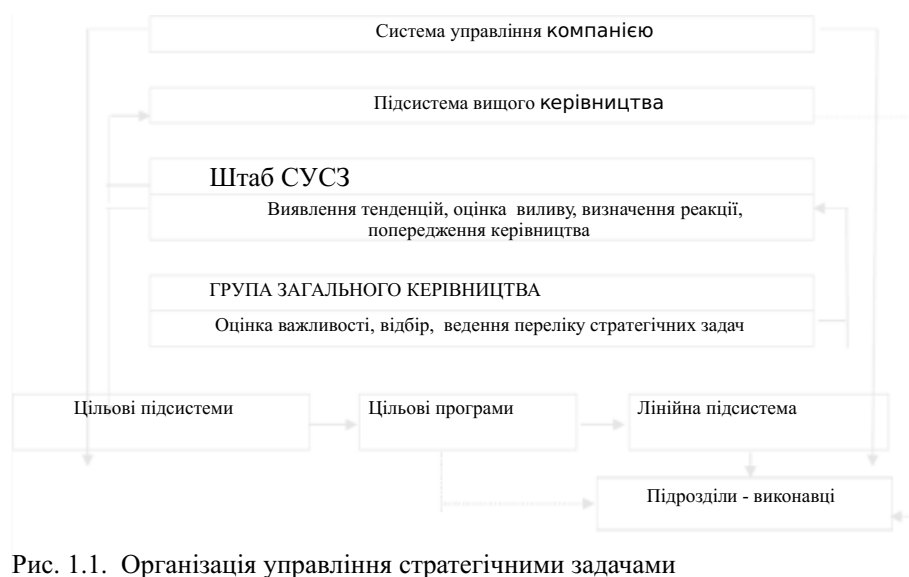 Система управління компанією
Підсистема вищого керівництва
Штаб СУСЗ
Виявлення тенденцій, оцінка виливу, визначення реакції,
попередження керівництва
ГРУПА ЗАГАЛЬНОГО КЕРІВНИЦТВА
Оцінка важливості, відбір, ведення переліку стратегічних задач
Цільові підсистеми
Цільові програми
Лінійна підсистема
Підрозділи - виконавці
Рис. 1.1. Організація управління стратегічними задачами